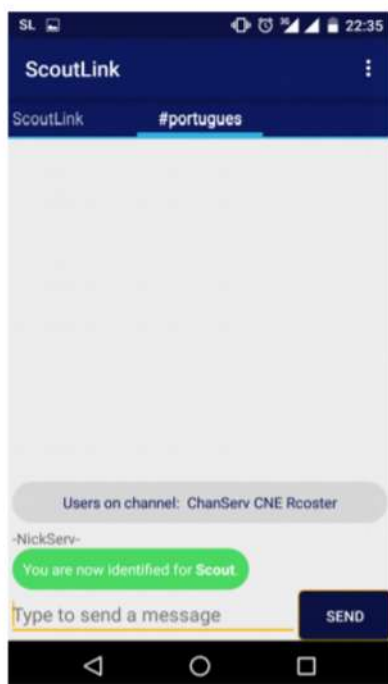 SL 3G 22:35
ScoutLink
ScoutLink #portugues
Users on channel: ChanServ CNE Rcoster
-NickServ-
You are now identified for Scout.
Type to send a message SEND